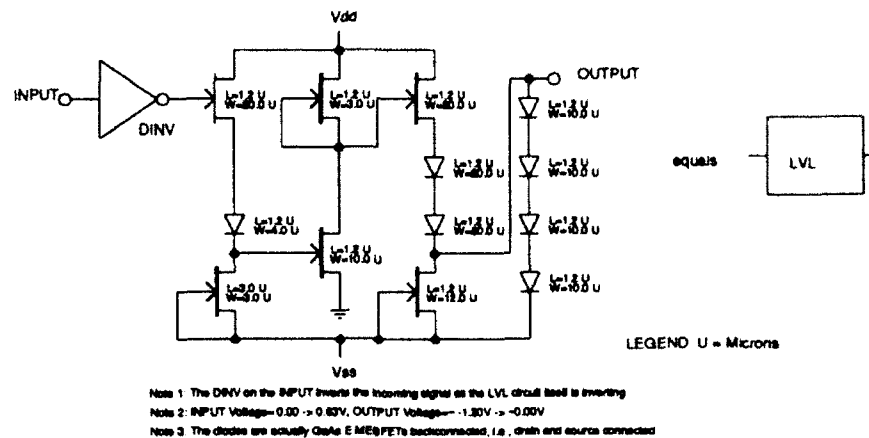 Vdd
INPUT
DINV
L=1.2 U
W=60.0 U
L=1.2 U
W=3.0 U
L=1.2 U
W=60.0 U
OUTPUT
L=1.2 U
W=10.0 U
L=1.2 U
W=60.0 U
L=1.2 U
W=10.0 U
equals
LVL
L=1.2 U
W=4.0 U
L=1.2 U
W=10.0 U
L=1.2 U
W=60.0 U
L=1.2 U
W=10.0 U
L=3.0 U
W=3.0 U
L=1.2 U
W=12.0 U
L=1.2 U
W=10.0 U
LEGEND U = Microns
Vss
Note 1: The DINV on the INPUT inverts the incoming signal as the LVL circuit itself is inverting
Note 2: INPUT Voltage= 0.00 -> 0.63V, OUTPUT Voltage=- -1.20V -> -0.00V
Note 3: The diodes are actually GaAs E MESFETs backconnected, i.e., drain and source connected